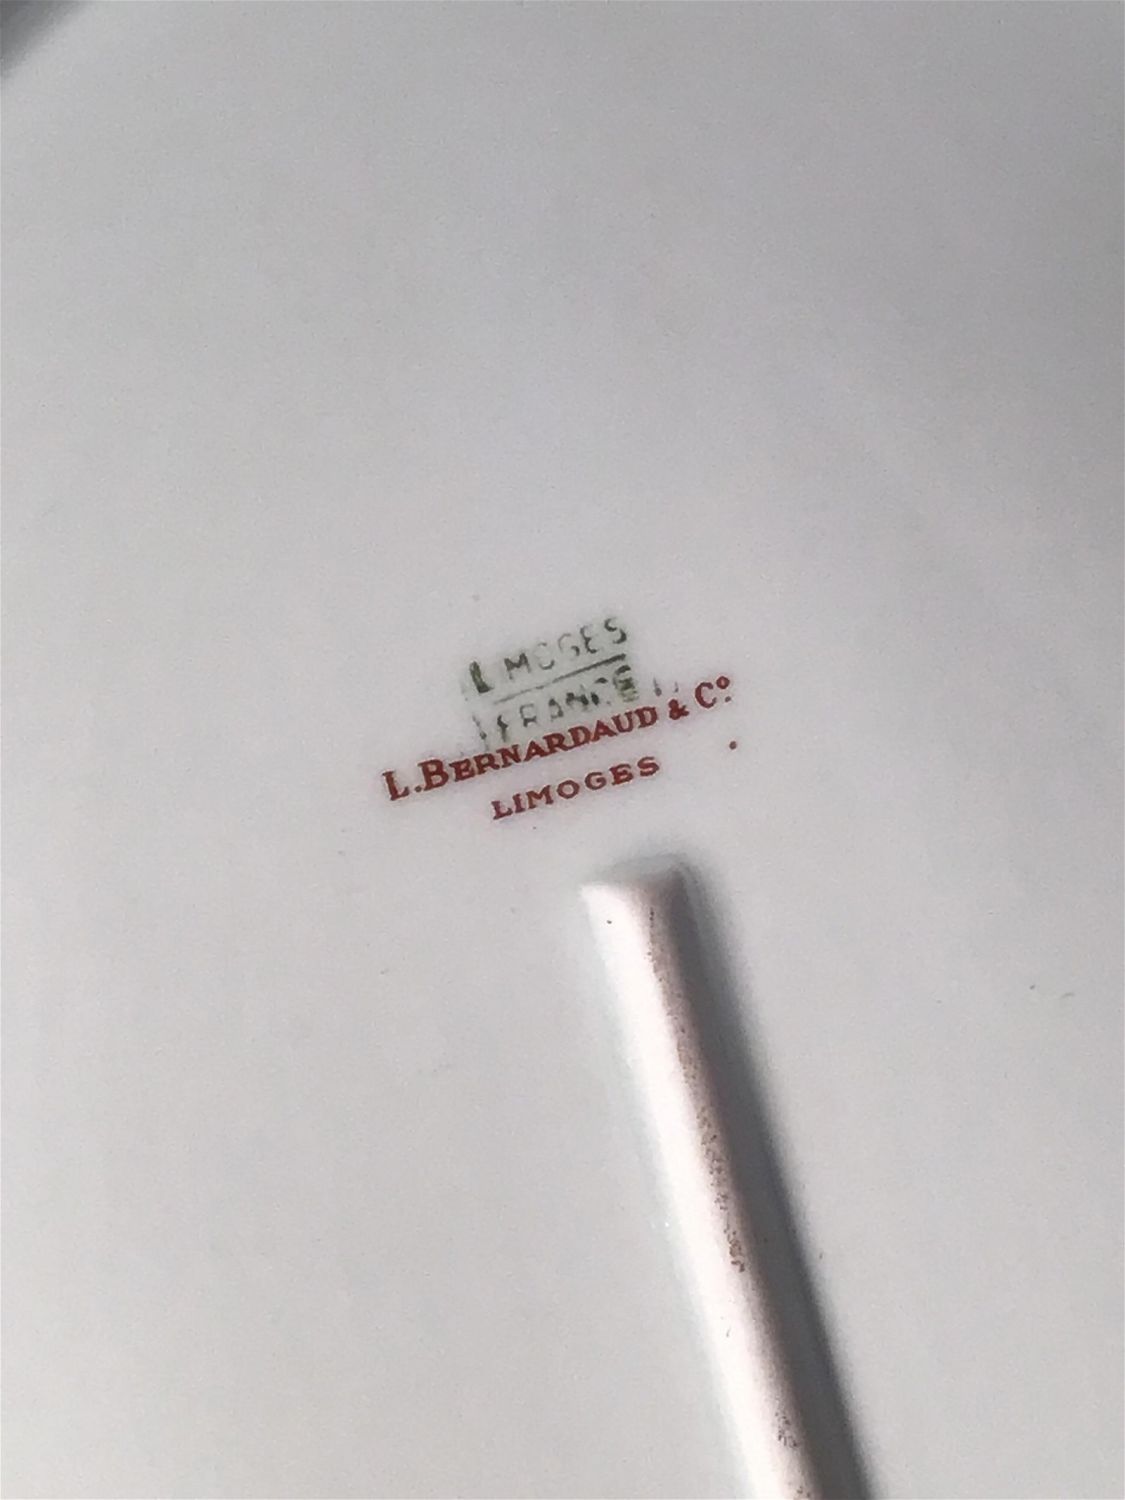 LIMOGES
FRANCE
L. BERNARDAUD & Cº
LIMOGES